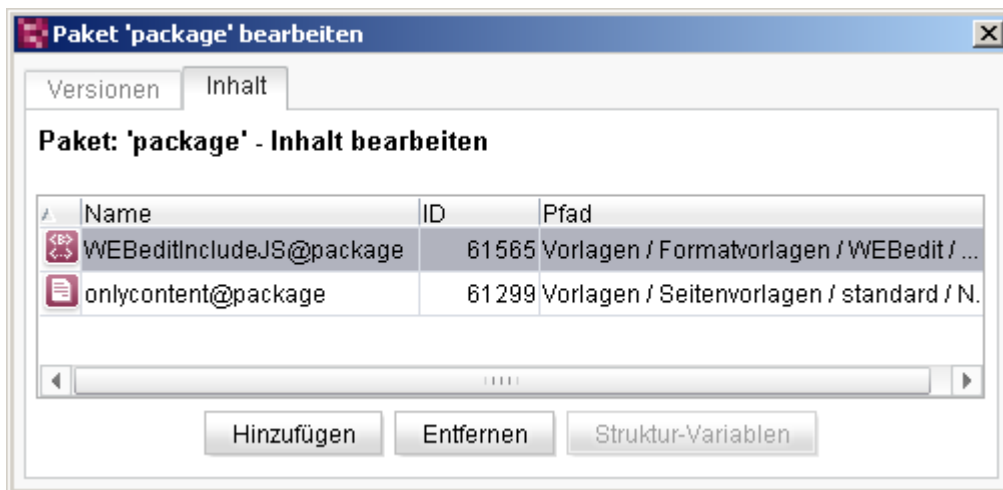 Paket 'package' bearbeiten
Versionen Inhalt
Paket: 'package' - Inhalt bearbeiten
Name ID Pfad
WEBeditIncludeJS@package 61565 Vorlagen / Formatvorlagen / WEBedit / ...
onlycontent@package 61299 Vorlagen / Seitenvorlagen / standard / N.
Hinzufügen Entfernen Struktur-Variablen